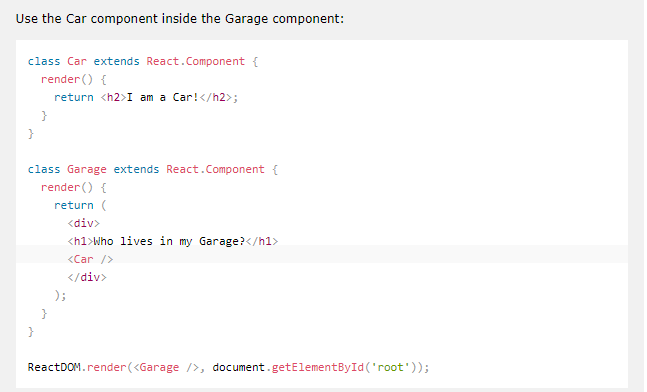 Use the Car component inside the Garage component:
class Car extends React.Component {
  render() {
    return <h2>I am a Car!</h2>;
  }
}
class Garage extends React.Component {
  render() {
    return (
      <div>
      <h1>Who lives in my Garage?</h1>
      <Car />
      </div>
    );
  }
}
ReactDOM.render(<Garage />, document.getElementById('root'));